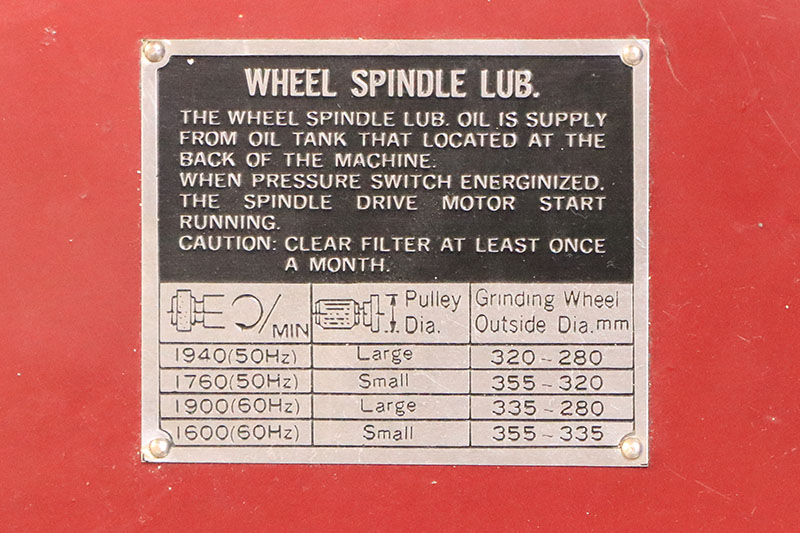 WHEEL SPINDLE LUB.
THE WHEEL SPINDLE LUB. OIL IS SUPPLY
FROM OIL TANK THAT LOCATED AT THE
BACK OF THE MACHINE.
WHEN PRESSURE SWITCH ENERGINIZED.
THE SPINDLE DRIVE MOTOR START
RUNNING.
CAUTION: CLEAR FILTER AT LEAST ONCE
A MONTH.
/MIN Pulley Dia. Grinding Wheel Outside Dia. mm
1940(50Hz) Large 320~280
1760(50Hz) Small 355~320
1900(60Hz) Large 335~280
1600(60Hz) Small 355~335